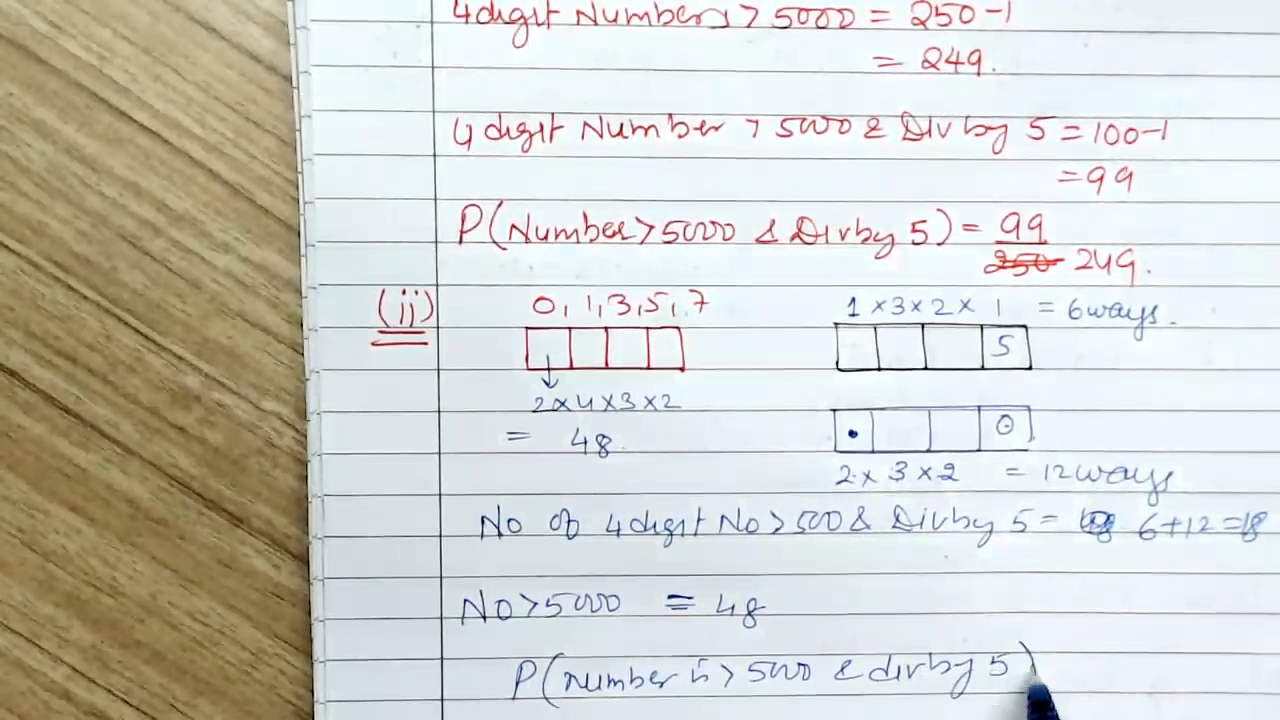 4 digit Numbers > 5000 = 250-1
= 249.
4 digit Number > 5000 & Div by 5 = 100-1
= 99
P(Number > 5000 & Div by 5) = 99
250 249.
(ii) 0, 1, 3, 5, 7
1 × 3 × 2 × 1 = 6 ways.
5
2×4×3×2
= 48
0
2 × 3 × 2 = 12 ways
No of 4 digit No > 500 & Div by 5 = 6+12 = 18
No > 5000 = 48
P(number is > 5000 & div by 5)